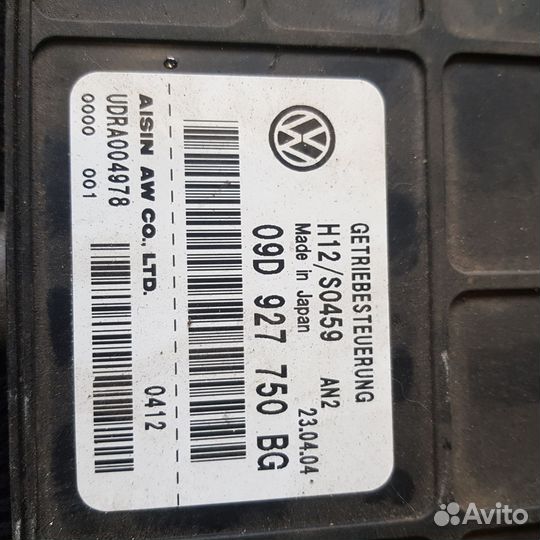 GETRIEBESTEUERUNG
H12/S0459 AN2
Made in Japan 23.04.04
09D 927 750 BG
0412
AISIN AW CO., LTD.
UDRA004978
0000 001
Avito